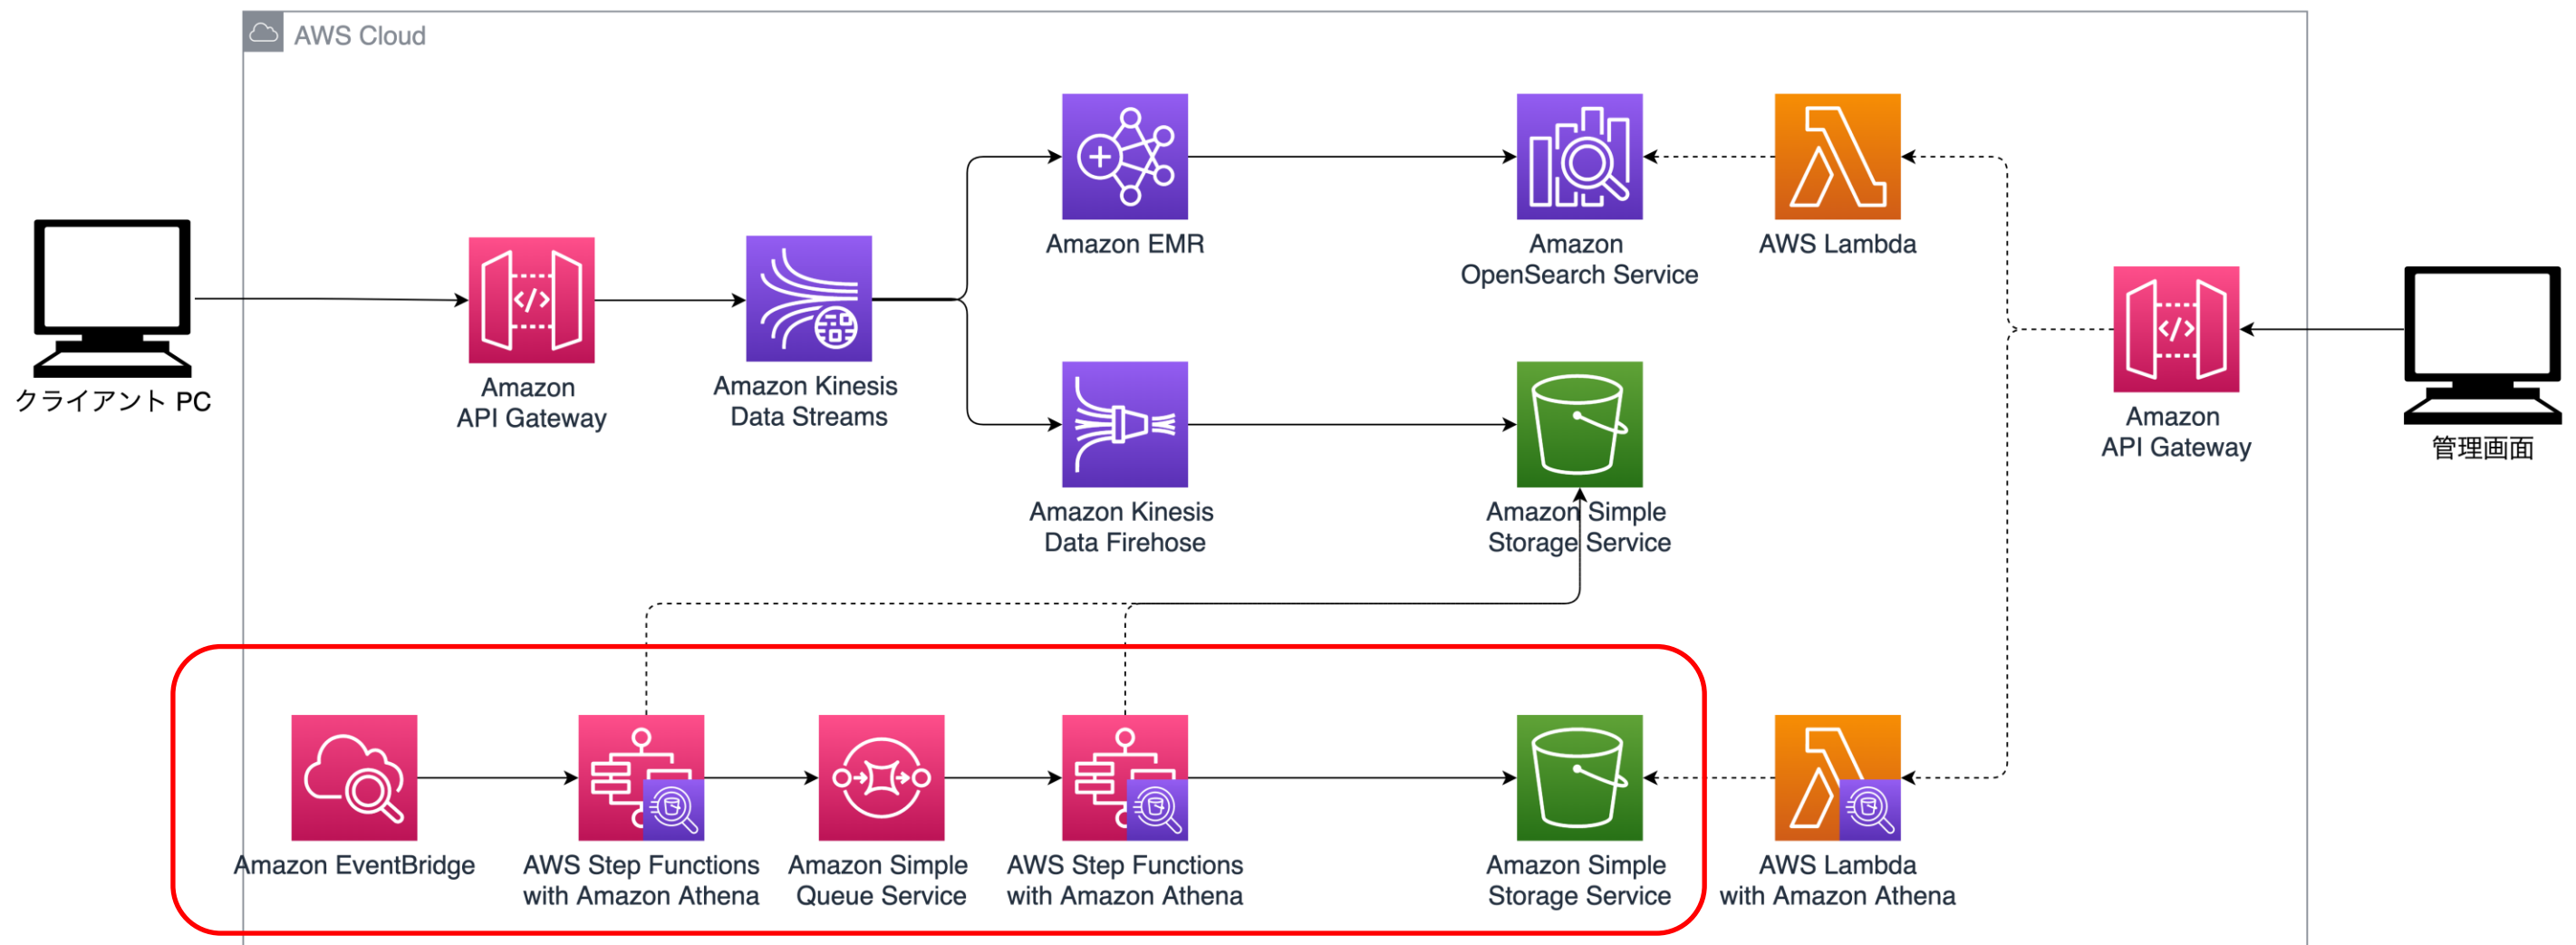 AWS Cloud
Amazon EMR
Amazon
OpenSearch Service
AWS Lambda
クライアント PC
Amazon
API Gateway
Amazon Kinesis
Data Streams
Amazon
API Gateway
管理画面
Amazon Kinesis
Data Firehose
Amazon Simple
Storage Service
Amazon EventBridge
AWS Step Functions
with Amazon Athena
Amazon Simple
Queue Service
AWS Step Functions
with Amazon Athena
Amazon Simple
Storage Service
AWS Lambda
with Amazon Athena